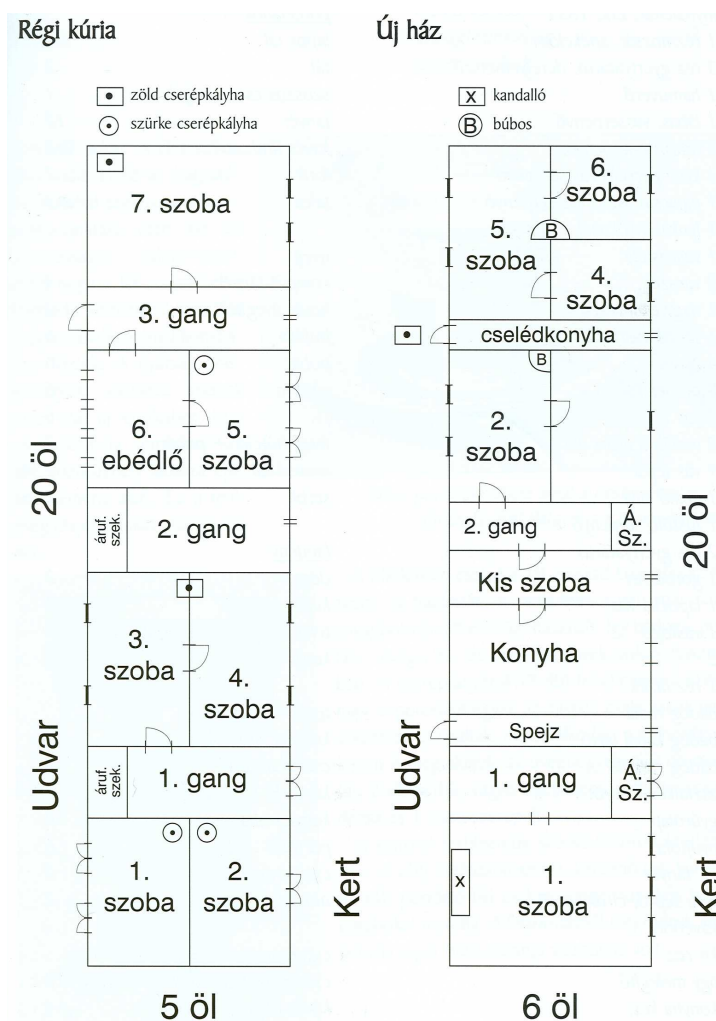 Régi kúria
zöld cserépkályha
szürke cserépkályha
7. szoba
3. gang
6.
ebédlő
5.
szoba
20 öl
áruf.
szek.
2. gang
3.
szoba
4.
szoba
Udvar
áruf.
szek.
1. gang
1.
szoba
2.
szoba
Kert
5 öl
Új ház
x kandalló
B búbos
6.
szoba
5.
szoba
B
4.
szoba
cselédkonyha
B
2.
szoba
2. gang
Á.
Sz.
20 öl
Kis szoba
Konyha
Udvar
Spejz
1. gang
Á.
Sz.
x
1.
szoba
Kert
6 öl